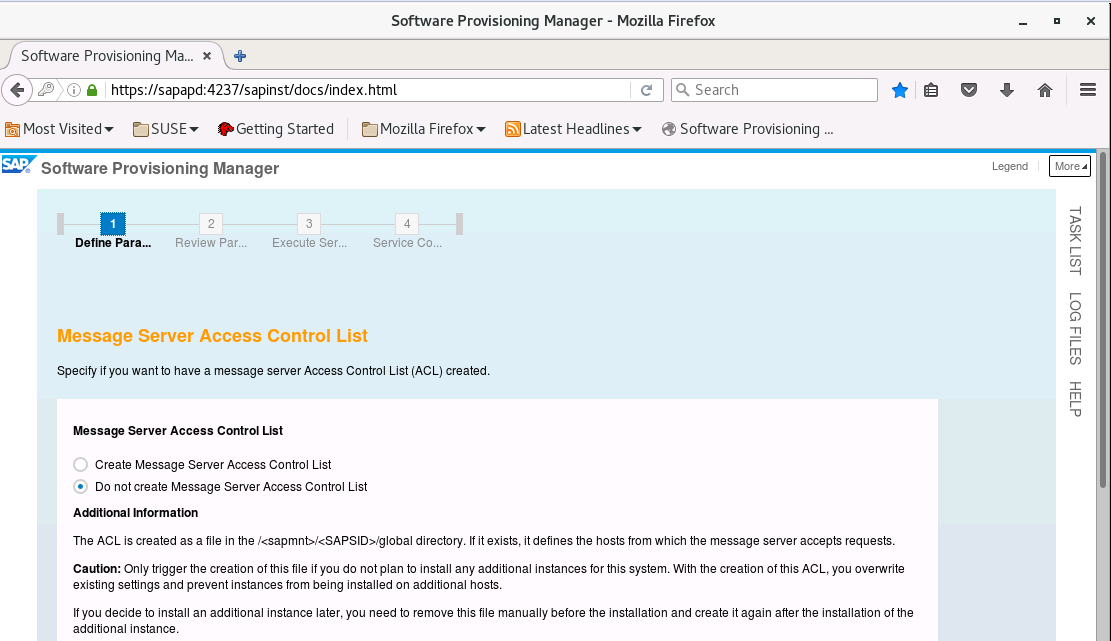 Software Provisioning Manager - Mozilla Firefox
Software Provisioning Ma...
https://sapapd:4237/sapinst/docs/index.html
Search
Most Visited
SUSE
Getting Started
Mozilla Firefox
Latest Headlines
Software Provisioning ...
SAP
Software Provisioning Manager
Legend
More
1
2
3
4
Define Para...
Review Par...
Execute Ser...
Service Co...
TASK LIST
LOG FILES
HELP
Message Server Access Control List
Specify if you want to have a message server Access Control List (ACL) created.
Message Server Access Control List
Create Message Server Access Control List
Do not create Message Server Access Control List
Additional Information
The ACL is created as a file in the /<sapmnt>/<SAPSID>/global directory. If it exists, it defines the hosts from which the message server accepts requests.
Caution: Only trigger the creation of this file if you do not plan to install any additional instances for this system. With the creation of this ACL, you overwrite
existing settings and prevent instances from being installed on additional hosts.
If you decide to install an additional instance later, you need to remove this file manually before the installation and create it again after the installation of the
additional instance.